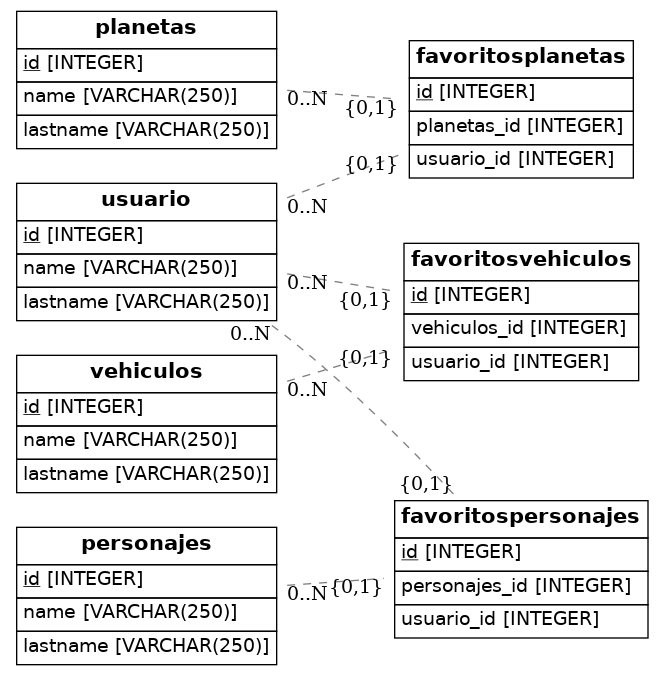 planetas
id [INTEGER]
name [VARCHAR(250)]
lastname [VARCHAR(250)]
0..N
{0,1}
favoritosplanetas
id [INTEGER]
planetas_id [INTEGER]
usuario_id [INTEGER]
{0,1}
0..N
usuario
id [INTEGER]
name [VARCHAR(250)]
lastname [VARCHAR(250)]
0..N
{0,1}
0..N
favoritosvehiculos
id [INTEGER]
vehiculos_id [INTEGER]
usuario_id [INTEGER]
{0,1}
0..N
vehiculos
id [INTEGER]
name [VARCHAR(250)]
lastname [VARCHAR(250)]
{0,1}
favoritospersonajes
id [INTEGER]
personajes_id [INTEGER]
usuario_id [INTEGER]
personajes
id [INTEGER]
name [VARCHAR(250)]
lastname [VARCHAR(250)]
0..N
{0,1}